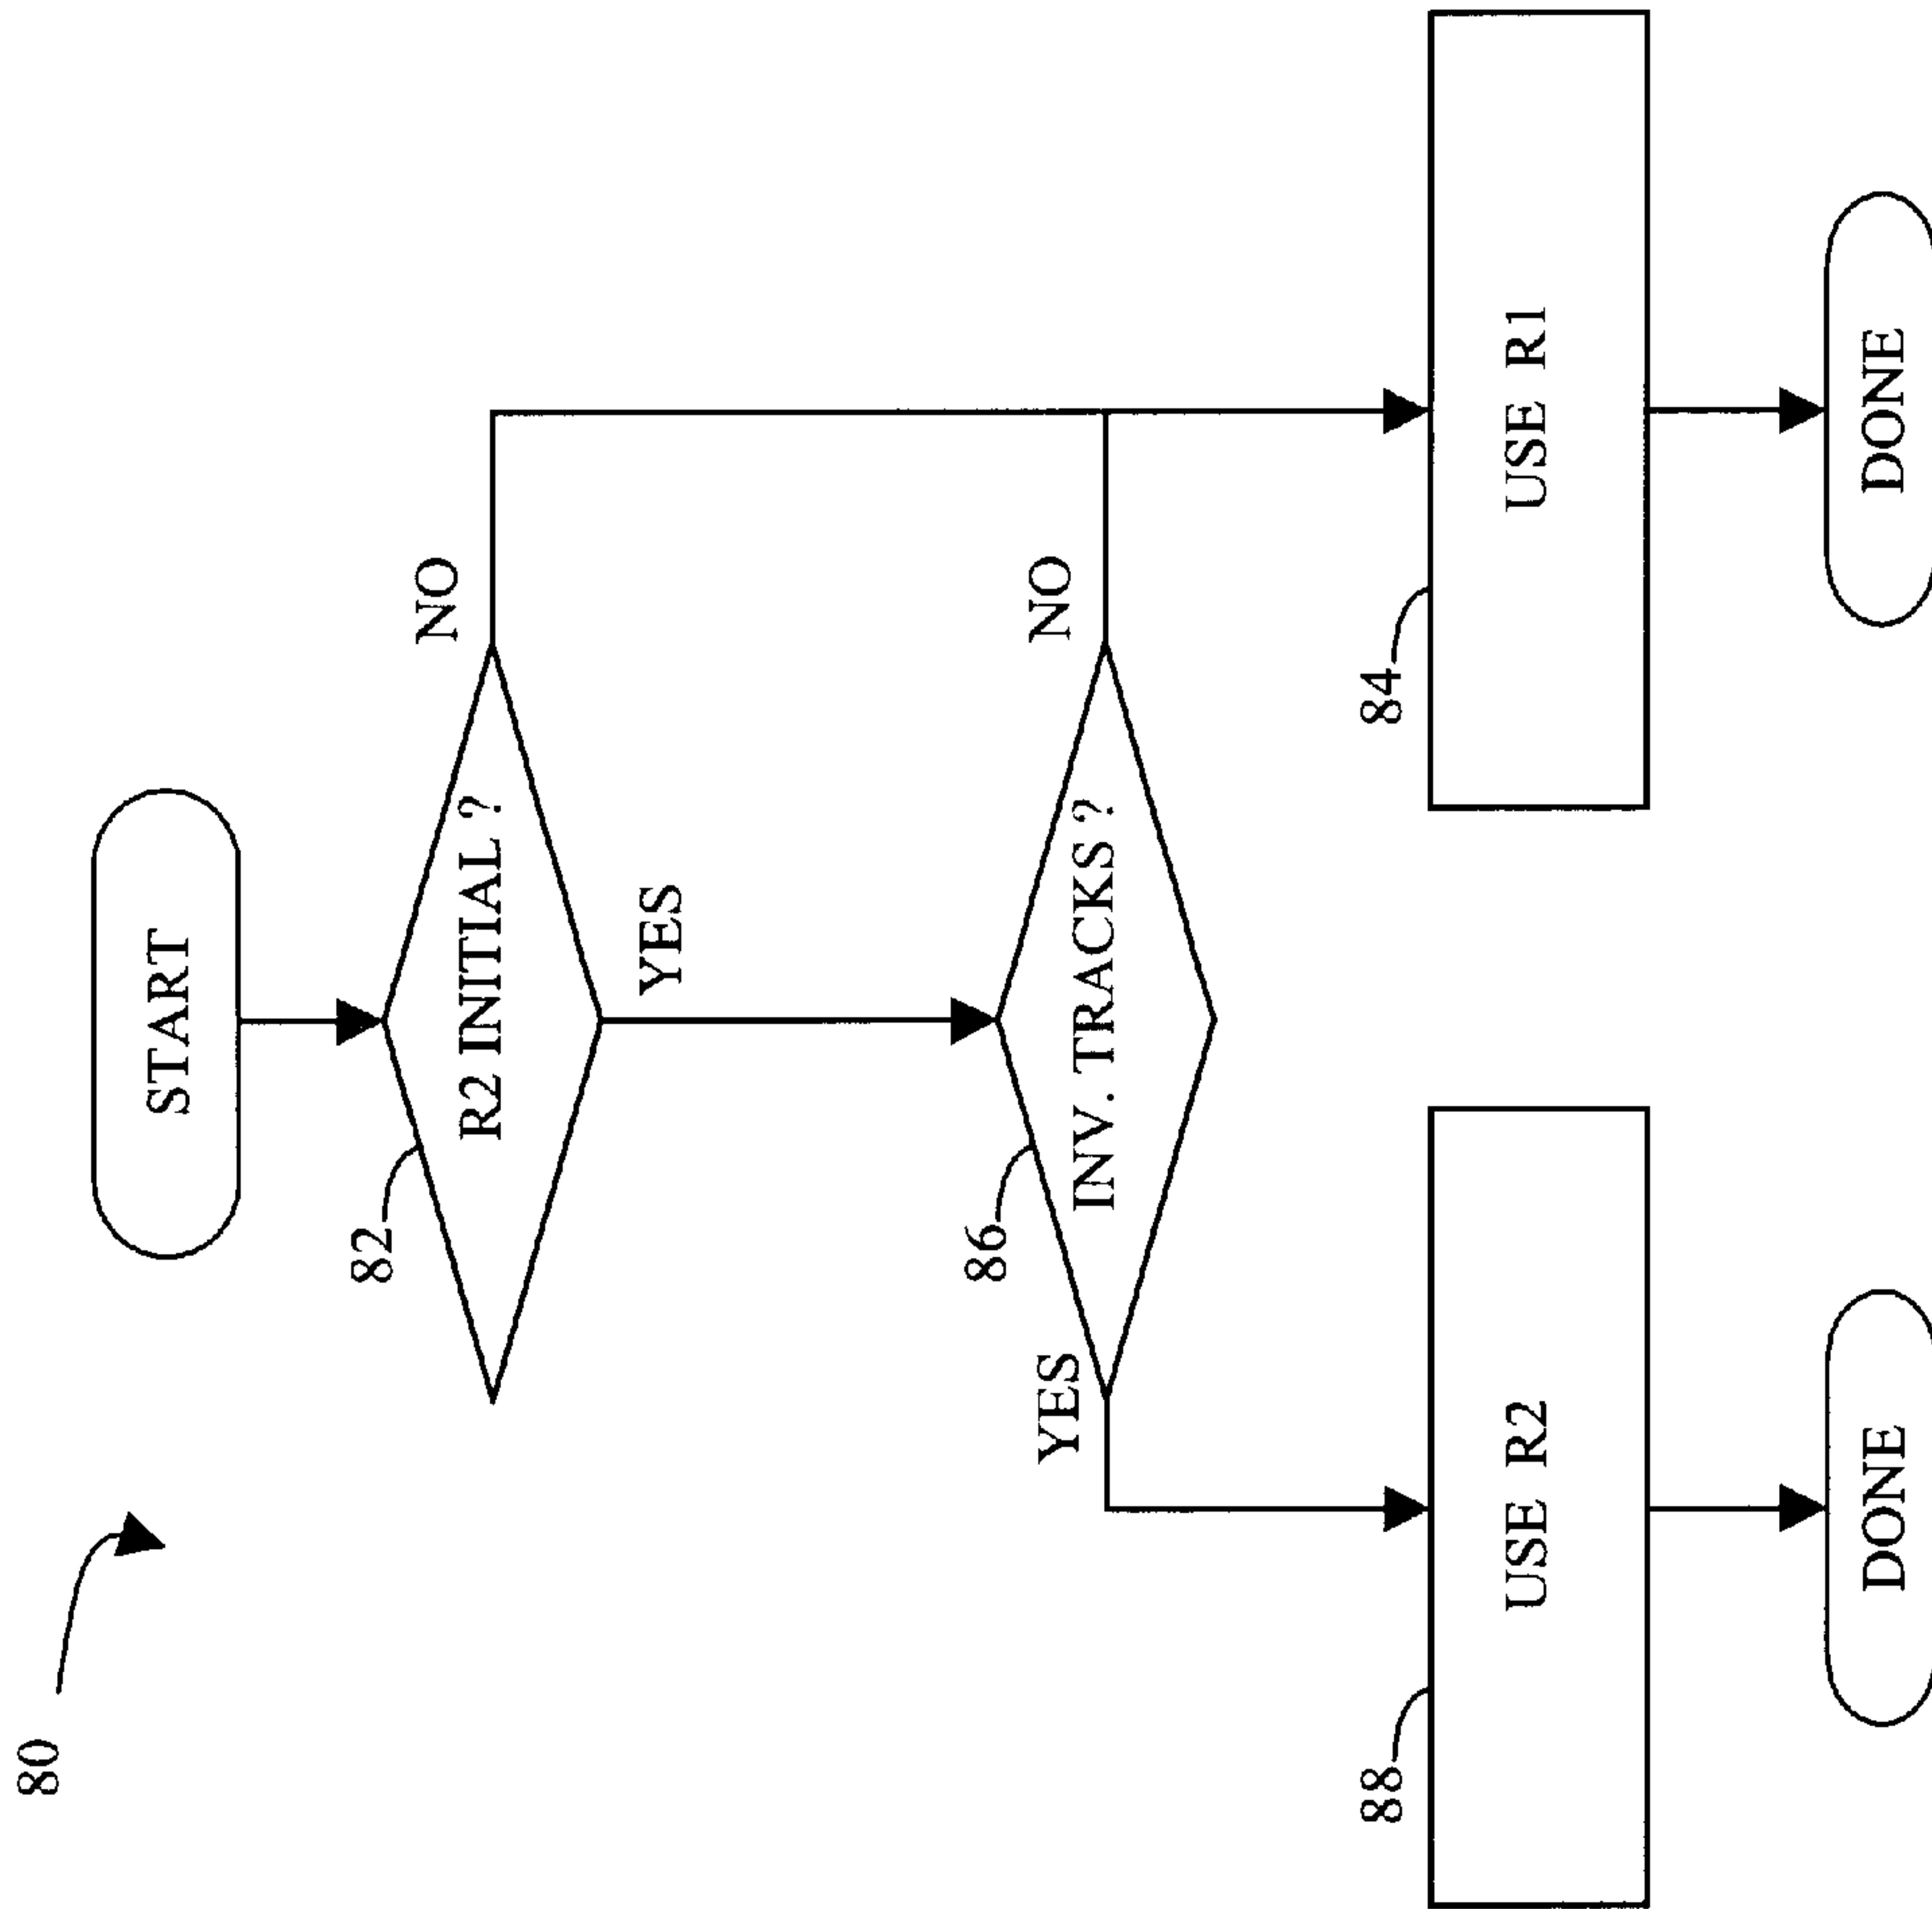 80
START
82
R2 INITIAL ?
NO
YES
86
INV. TRACKS ?
YES
NO
88
USE R2
84
USE R1
DONE
DONE